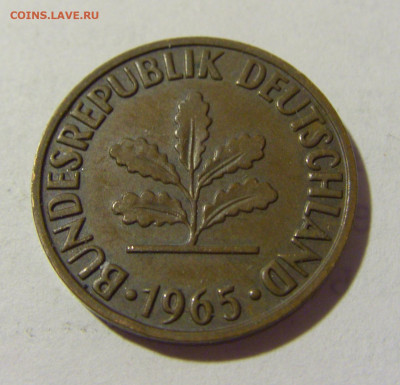 COINS.LAVE.RU
BUNDESREPUBLIK DEUTSCHLAND
· 1965 ·